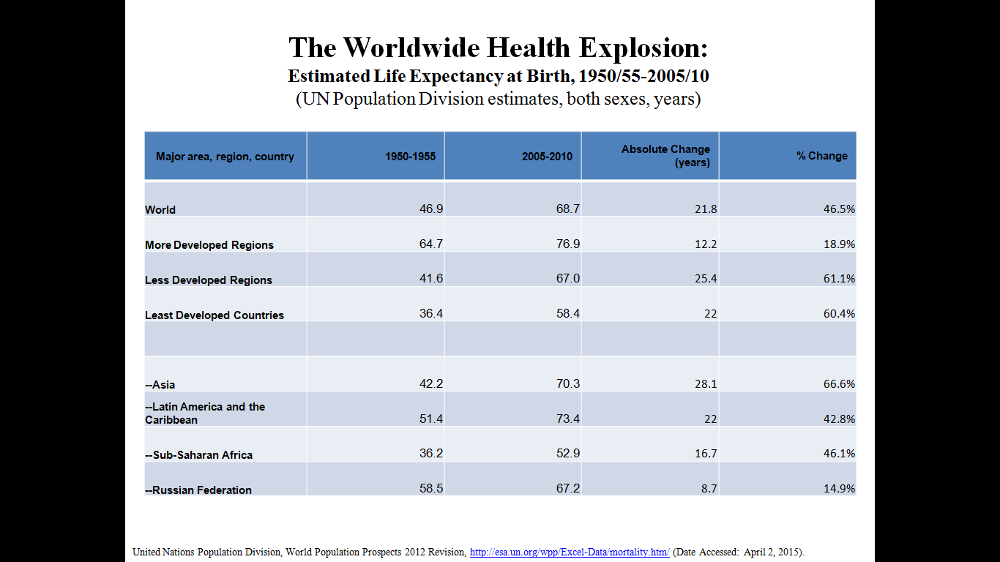 The Worldwide Health Explosion:
Estimated Life Expectancy at Birth, 1950/55-2005/10
(UN Population Division estimates, both sexes, years)
Major area, region, country 1950-1955 2005-2010 Absolute Change (years) % Change
World 46.9 68.7 21.8 46.5%
More Developed Regions 64.7 76.9 12.2 18.9%
Less Developed Regions 41.6 67.0 25.4 61.1%
Least Developed Countries 36.4 58.4 22 60.4%
--Asia 42.2 70.3 28.1 66.6%
--Latin America and the Caribbean 51.4 73.4 22 42.8%
--Sub-Saharan Africa 36.2 52.9 16.7 46.1%
--Russian Federation 58.5 67.2 8.7 14.9%
United Nations Population Division, World Population Prospects 2012 Revision, http://esa.un.org/wpp/Excel-Data/mortality.htm/ (Date Accessed: April 2, 2015).